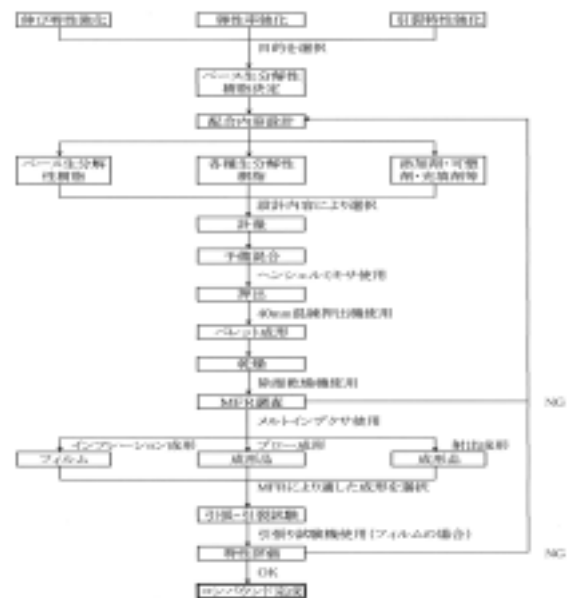 伸び特性強化
弾性率強化
引裂特性強化
目的を選択
ベース生分解性
樹脂決定
配合内容設計
ベース生分解
性樹脂
各種生分解性
樹脂
添加剤・可塑
剤・充填剤等
設計内容により選択
計量
予備混合
ヘンシェルミキサ使用
押出
40mm混練押出機使用
ペレット成形
乾燥
除湿乾燥機使用
MFR調査
NG
メルトインデクサ使用
インフレーション成形
ブロー成形
射出成形
フィルム
成形品
成形品
MFRにより適した成形を選択
引張・引裂試験
引張り試験機使用(フィルムの場合)
特性評価
NG
OK
コンパウンド完成